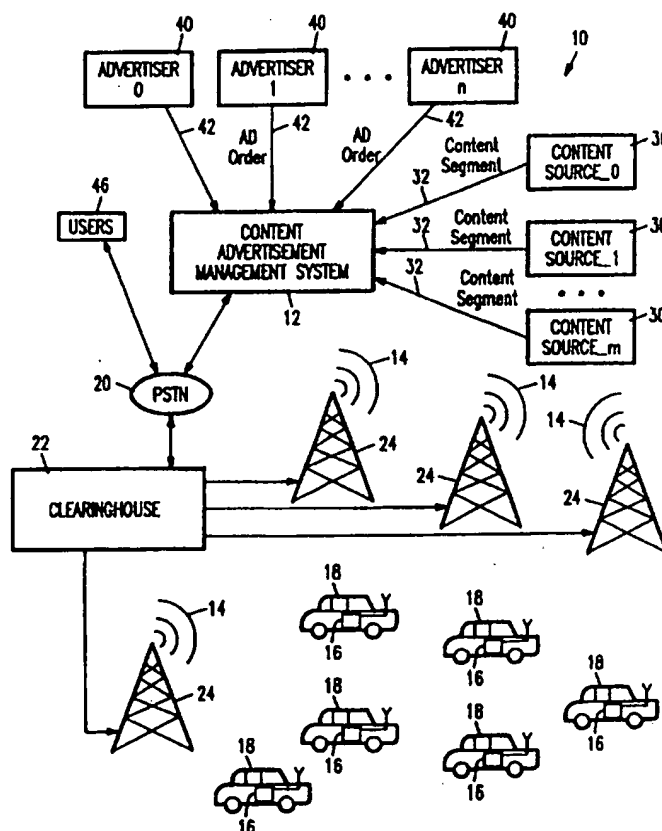 40
40
40
10
ADVERTISER
0
ADVERTISER
1
• • •
ADVERTISER
n
42
42
42
AD
Order
AD
Order
Content
Segment
32
CONTENT
SOURCE_0
46
USERS
CONTENT
ADVERTISEMENT
MANAGEMENT SYSTEM
12
Content
Segment
32
CONTENT
SOURCE_1
• • •
Content
Segment
32
CONTENT
SOURCE_m
20
PSTN
14
14
14
24
24
24
22
CLEARINGHOUSE
14
24
18
16
18
16
18
16
18
16
18
16
18
16